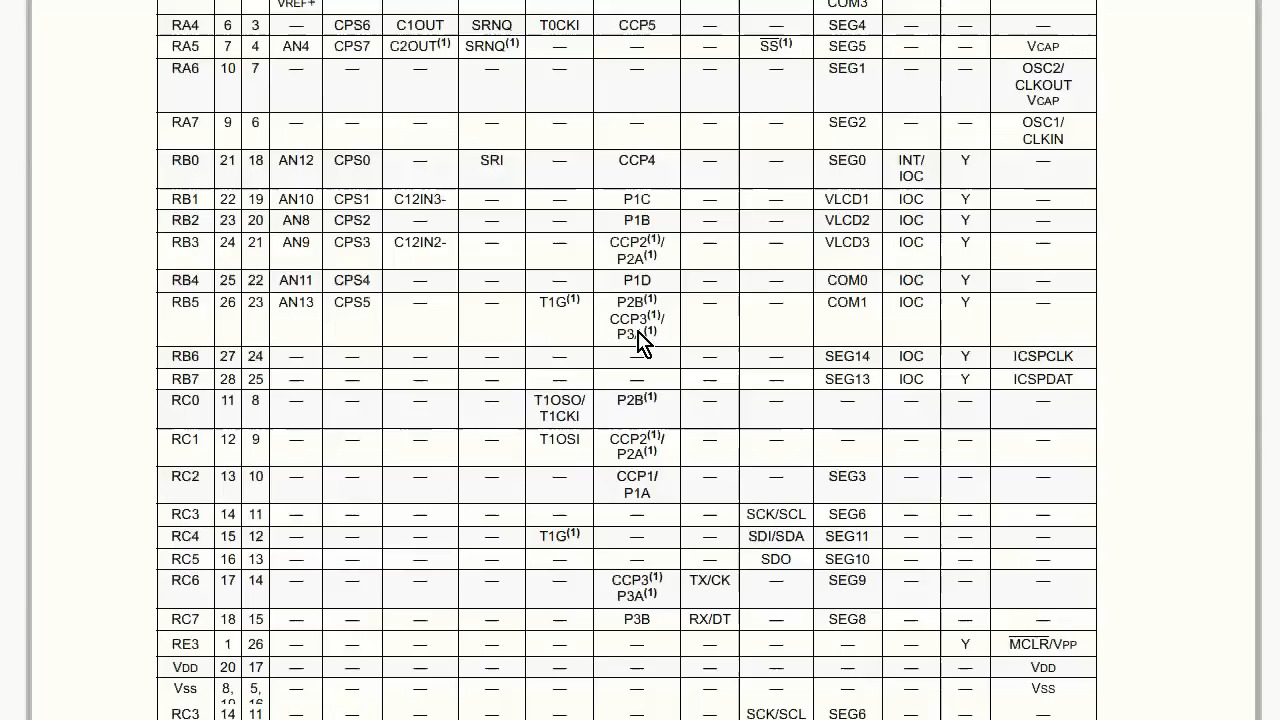 VREF+ COM3
RA4 6 3 — CPS6 C1OUT SRNQ T0CKI CCP5 — — SEG4 — — —
RA5 7 4 AN4 CPS7 C2OUT(1) SRNQ(1) — — — SS(1) SEG5 — — VCAP
RA6 10 7 — — — — — — — — SEG1 — — OSC2/
CLKOUT
VCAP
RA7 9 6 — — — — — — — — SEG2 — — OSC1/
CLKIN
RB0 21 18 AN12 CPS0 — SRI — CCP4 — — SEG0 INT/ Y —
IOC
RB1 22 19 AN10 CPS1 C12IN3- — — P1C — — VLCD1 IOC Y —
RB2 23 20 AN8 CPS2 — — — P1B — — VLCD2 IOC Y —
RB3 24 21 AN9 CPS3 C12IN2- — — CCP2(1)/ — — VLCD3 IOC Y —
P2A(1)
RB4 25 22 AN11 CPS4 — — — P1D — — COM0 IOC Y —
RB5 26 23 AN13 CPS5 — — T1G(1) P2B(1) — — COM1 IOC Y —
CCP3(1)/
P3A(1)
RB6 27 24 — — — — — — — — SEG14 IOC Y ICSPCLK
RB7 28 25 — — — — — — — — SEG13 IOC Y ICSPDAT
RC0 11 8 — — — — T1OSO/ P2B(1) — — — — — —
T1CKI
RC1 12 9 — — — — T1OSI CCP2(1)/ — — — — — —
P2A(1)
RC2 13 10 — — — — — CCP1/ — — SEG3 — — —
P1A
RC3 14 11 — — — — — — — SCK/SCL SEG6 — — —
RC4 15 12 — — — — T1G(1) — — SDI/SDA SEG11 — — —
RC5 16 13 — — — — — — — SDO SEG10 — — —
RC6 17 14 — — — — — CCP3(1) TX/CK — SEG9 — — —
P3A(1)
RC7 18 15 — — — — — P3B RX/DT — SEG8 — — —
RE3 1 26 — — — — — — — — — — Y MCLR/VPP
VDD 20 17 — — — — — — — — — — — VDD
Vss 8, 5, — — — — — — — — — — — VSS
RC3 14 11 — — — — — — — SCK/SCL SEG6 — — —